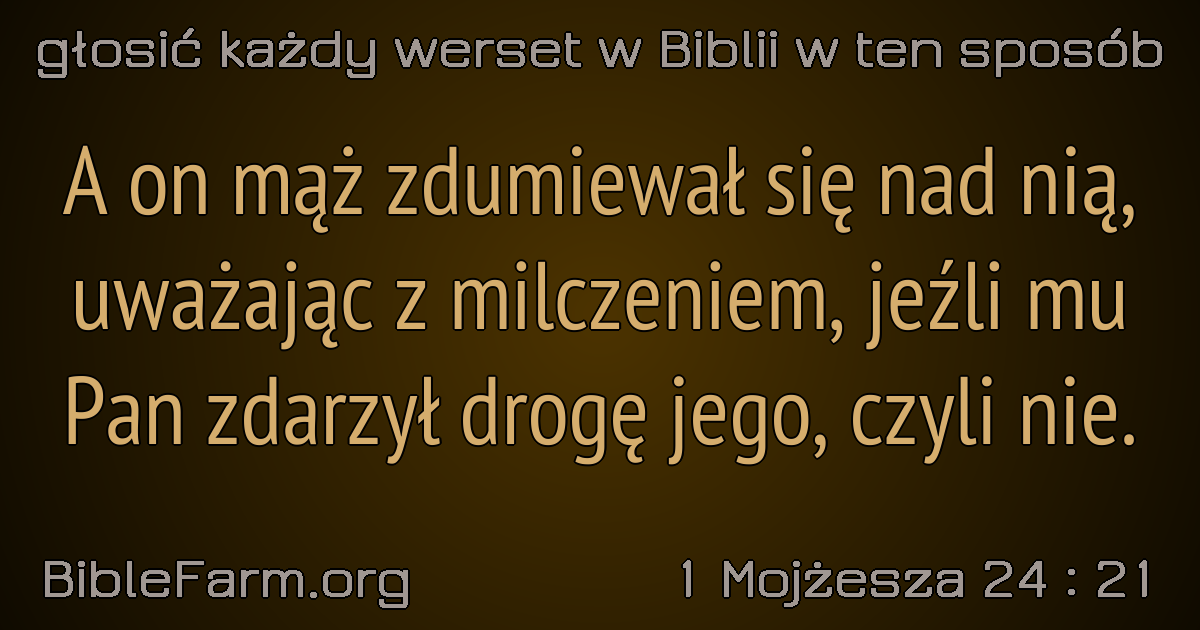 głosić każdy werset w Biblii w ten sposób
A on mąż zdumiewał się nad nią,
uważając z milczeniem, jeźli mu
Pan zdarzył drogę jego, czyli nie.
BibleFarm.org
1 Mojżesza 24 : 21